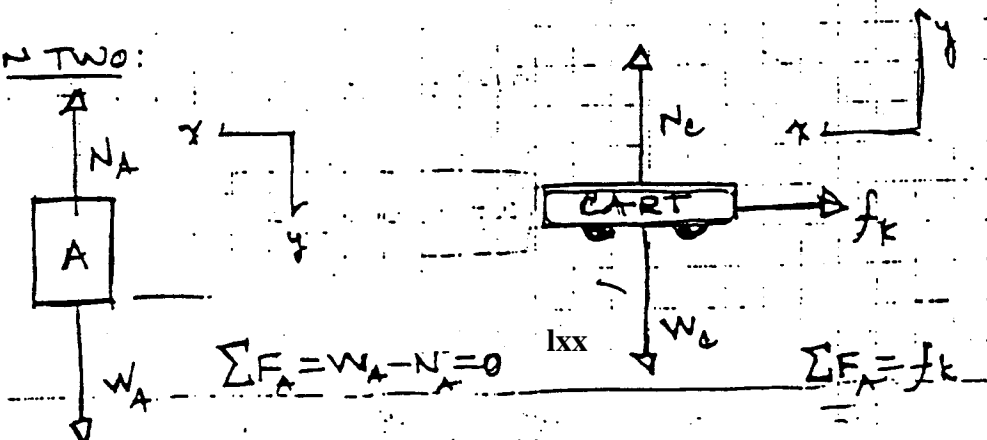 N TWO:
y
x
N_A
N_c
x
CART
f_k
y
A
lxx
W_c
ΣF_A = W_A - N_A = 0
ΣF_A = -f_k
W_A